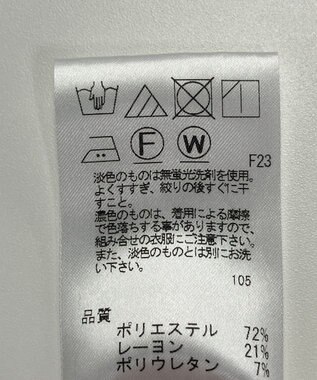 F W F23
淡色のものは無蛍光洗剤を使用。
よくすすぎ、絞りの後すぐに干
すこと。
濃色のものは、着用による摩擦
で色落ちする事がありますので、
組み合せの衣服にご注意下さい。
また、淡色のものとは別にお洗
い下さい。
105
品質
ポリエステル 72%
レーヨン 21%
ポリウレタン 7%